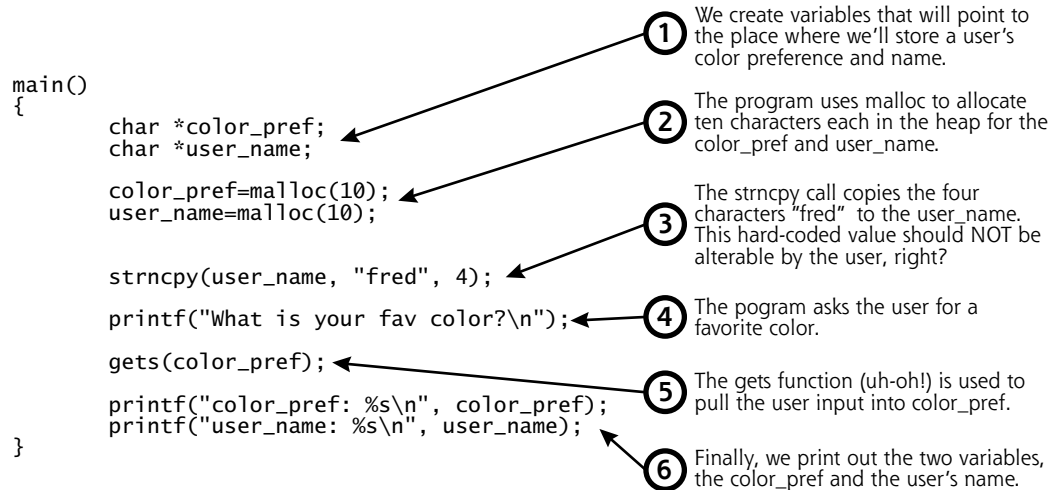 main()
{
char *color_pref;
char *user_name;
color_pref=malloc(10);
user_name=malloc(10);
strncpy(user_name, "fred", 4);
printf("What is your fav color?\n");
gets(color_pref);
printf("color_pref: %s\n", color_pref);
printf("user_name: %s\n", user_name);
}
1
We create variables that will point to
the place where we'll store a user's
color preference and name.
2
The program uses malloc to allocate
ten characters each in the heap for the
color_pref and user_name.
3
The strncpy call copies the four
characters "fred" to the user_name.
This hard-coded value should NOT be
alterable by the user, right?
4
The pogram asks the user for a
favorite color.
5
The gets function (uh-oh!) is used to
pull the user input into color_pref.
6
Finally, we print out the two variables,
the color_pref and the user's name.